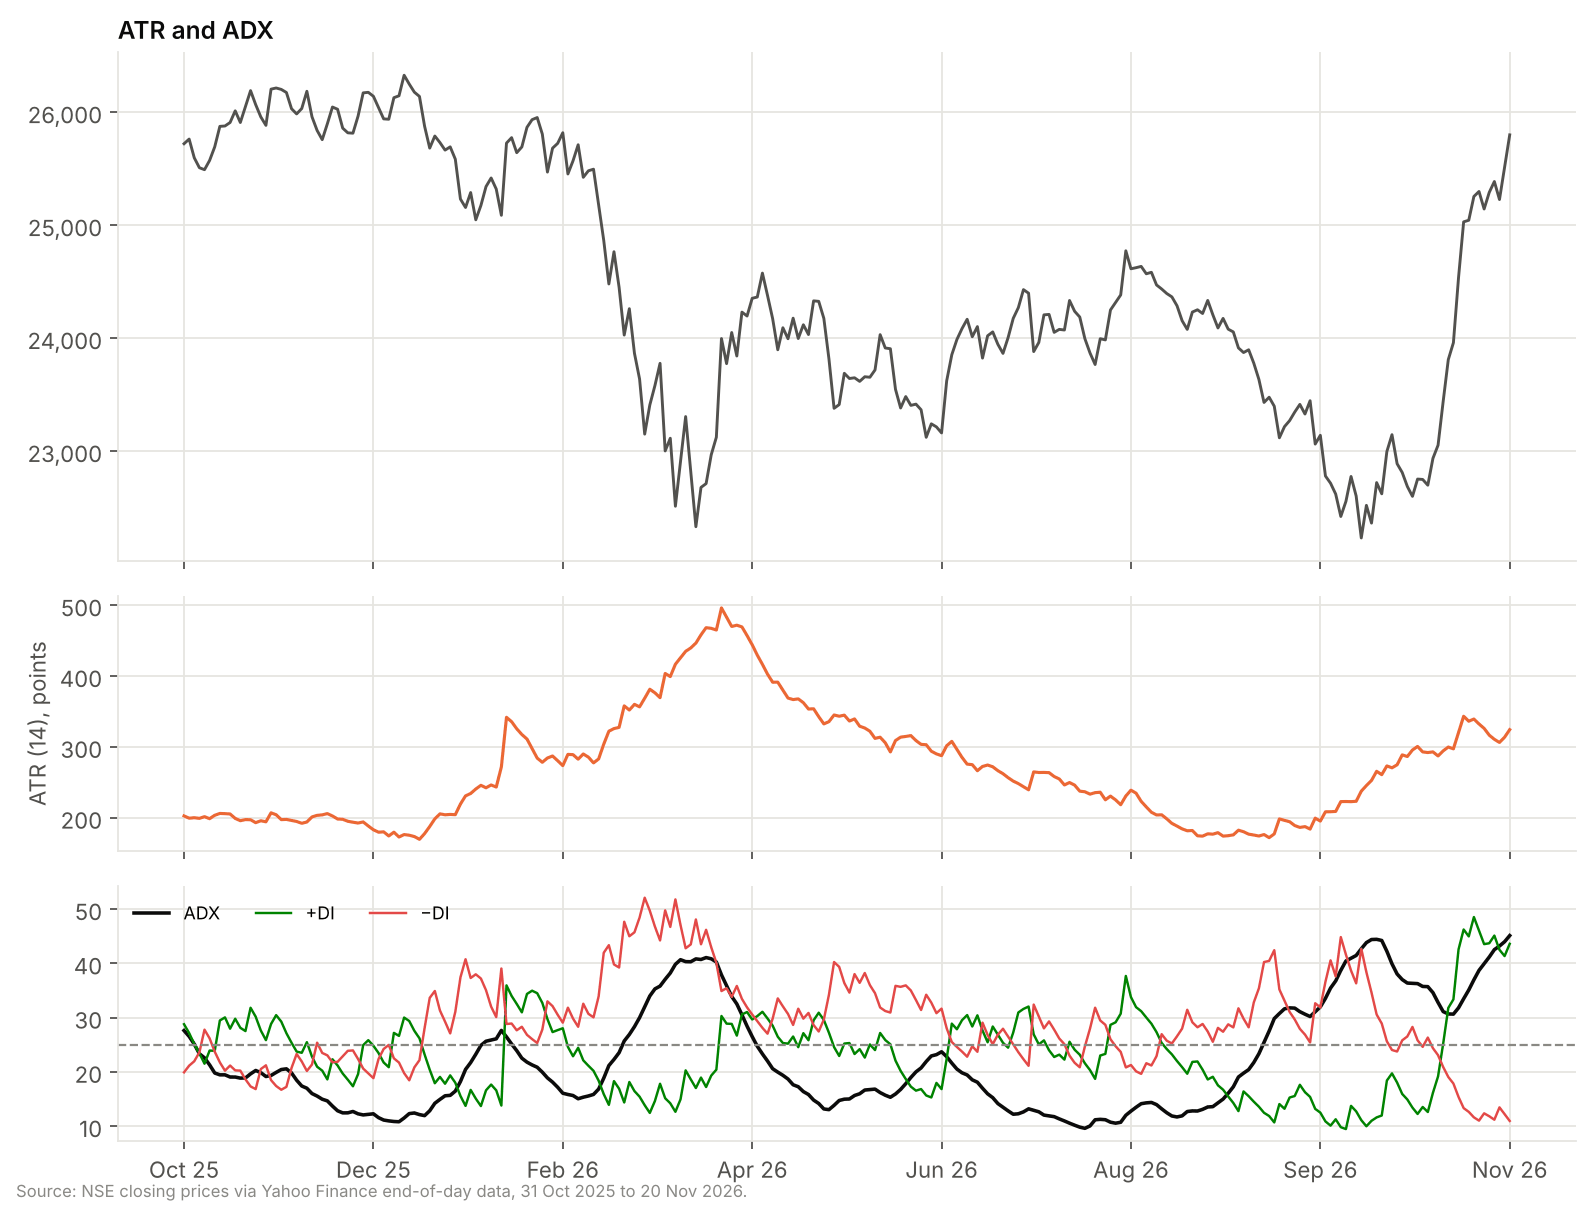 ATR and ADX
26,000
25,000
24,000
23,000
500
400
300
200
ATR (14), points
ADX +DI −DI
50
40
30
20
10
Oct 25 Dec 25 Feb 26 Apr 26 Jun 26 Aug 26 Sep 26 Nov 26
Source: NSE closing prices via Yahoo Finance end-of-day data, 31 Oct 2025 to 20 Nov 2026.